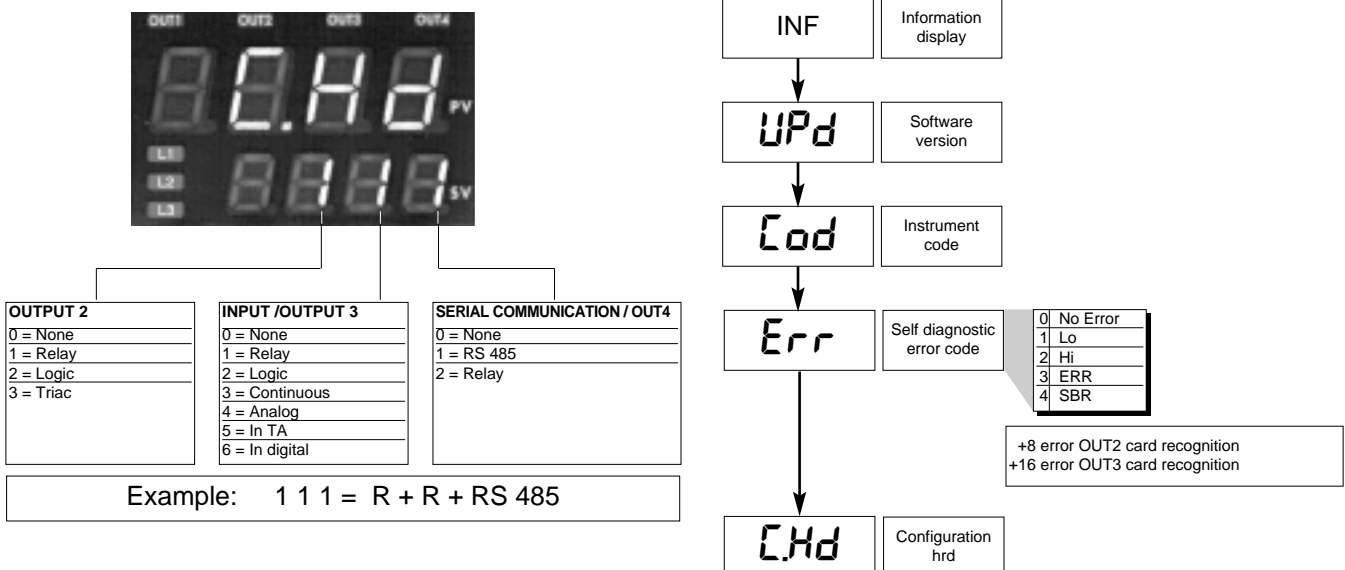 OUT1 OUT2 OUT3 OUT4
C.Hd
PV
L1
L2
L3
111
SV
OUTPUT 2
0 = None
1 = Relay
2 = Logic
3 = Triac
INPUT /OUTPUT 3
0 = None
1 = Relay
2 = Logic
3 = Continuous
4 = Analog
5 = In TA
6 = In digital
SERIAL COMMUNICATION / OUT4
0 = None
1 = RS 485
2 = Relay
Example: 1 1 1 = R + R + RS 485
INF
Information
display
UPd
Software
version
Cod
Instrument
code
Err
Self diagnostic
error code
0 No Error
1 Lo
2 Hi
3 ERR
4 SBR
+8 error OUT2 card recognition
+16 error OUT3 card recognition
C.Hd
Configuration
hrd